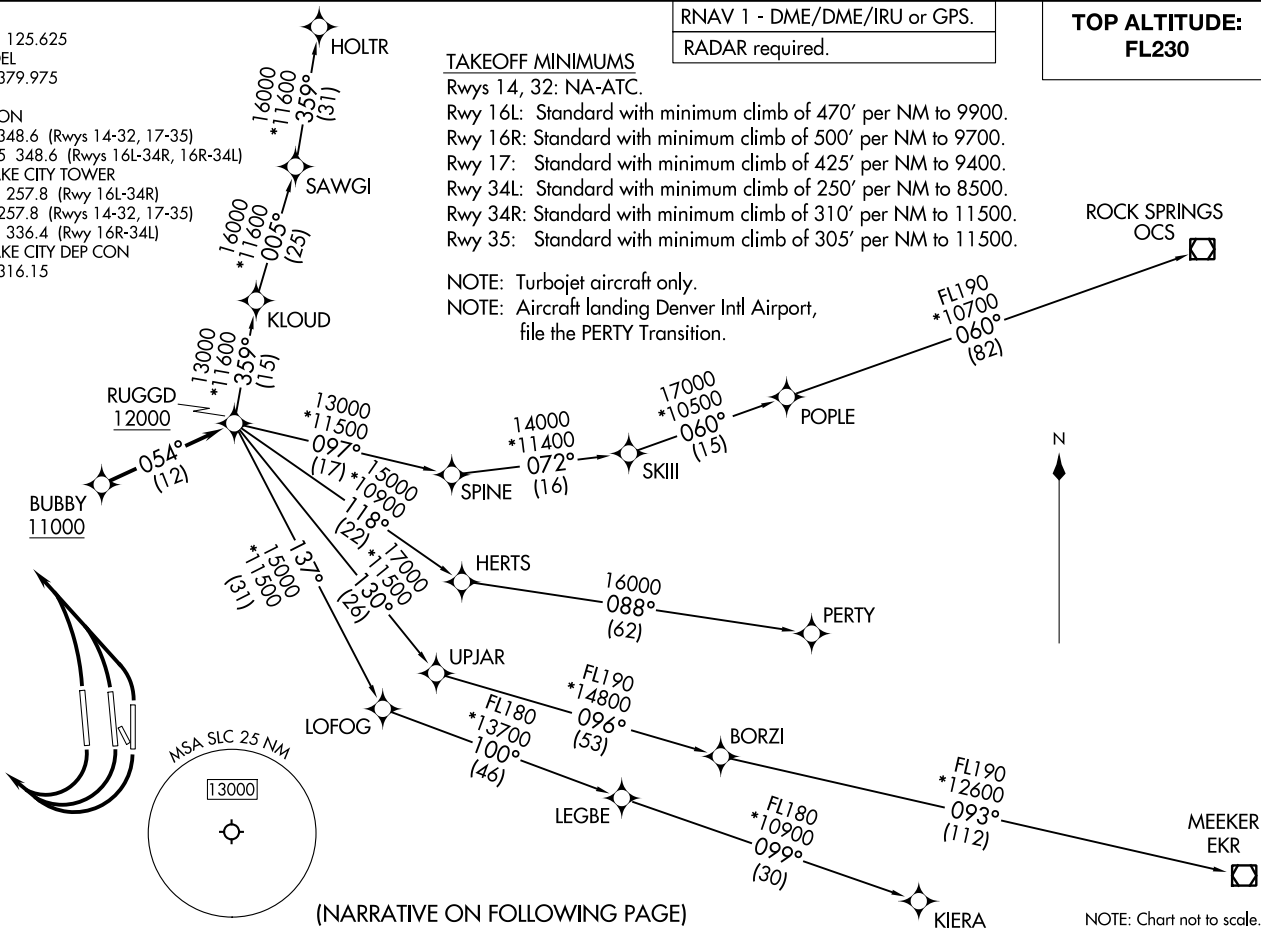 125.625
DEL
379.975
ON
348.6 (Rwys 14-32, 17-35)
5 348.6 (Rwys 16L-34R, 16R-34L)
AKE CITY TOWER
257.8 (Rwy 16L-34R)
257.8 (Rwys 14-32, 17-35)
336.4 (Rwy 16R-34L)
AKE CITY DEP CON
316.15
RNAV 1 - DME/DME/IRU or GPS.
RADAR required.
TOP ALTITUDE:
FL230
TAKEOFF MINIMUMS
Rwys 14, 32: NA-ATC.
Rwy 16L: Standard with minimum climb of 470' per NM to 9900.
Rwy 16R: Standard with minimum climb of 500' per NM to 9700.
Rwy 17: Standard with minimum climb of 425' per NM to 9400.
Rwy 34L: Standard with minimum climb of 250' per NM to 8500.
Rwy 34R: Standard with minimum climb of 310' per NM to 11500.
Rwy 35: Standard with minimum climb of 305' per NM to 11500.
NOTE: Turbojet aircraft only.
NOTE: Aircraft landing Denver Intl Airport,
file the PERTY Transition.
HOLTR
16000
*11600
359°
(31)
SAWGI
16000
*11600
005°
(25)
KLOUD
13000
*11600
359°
(15)
RUGGD
12000
054°
(12)
BUBBY
11000
13000
*11500
097°
(17)
SPINE
14000
*11400
072°
(16)
SKIII
17000
*10500
060°
(15)
POPLE
FL190
*10700
060°
(82)
ROCK SPRINGS
OCS
N
15000
*10900
118°
(22)
HERTS
16000
088°
(62)
PERTY
17000
*11500
130°
(26)
UPJAR
FL190
*14800
096°
(53)
BORZI
FL190
*12600
093°
(112)
MEEKER
EKR
137°
15000
*11500
(31)
LOFOG
FL180
*13700
100°
(46)
LEGBE
FL180
*10900
099°
(30)
KIERA
MSA SLC 25 NM
13000
(NARRATIVE ON FOLLOWING PAGE)
NOTE: Chart not to scale.